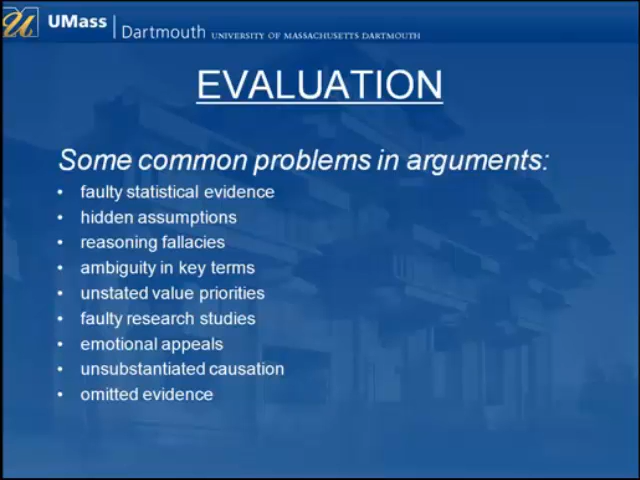 UMass
Dartmouth UNIVERSITY OF MASSACHUSETTS DARTMOUTH
EVALUATION
Some common problems in arguments:
• faulty statistical evidence
• hidden assumptions
• reasoning fallacies
• ambiguity in key terms
• unstated value priorities
• faulty research studies
• emotional appeals
• unsubstantiated causation
• omitted evidence